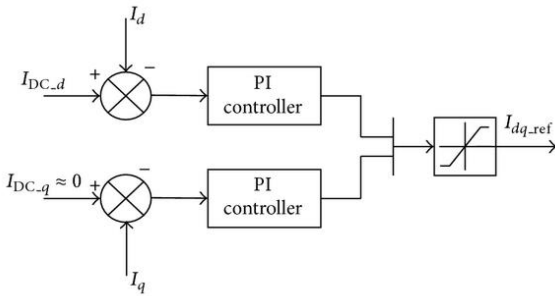 I_d
+ −
I_DC_d
PI
controller
I_dq_ref
I_DC_q ≈ 0
+ −
PI
controller
I_q